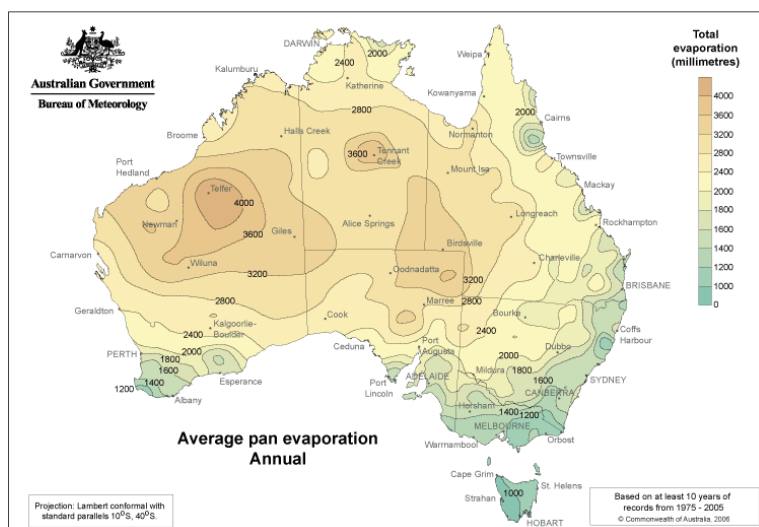 Australian Government
Bureau of Meteorology
Total
evaporation
(millimetres)
4000
3600
3200
2800
2400
2000
1800
1600
1400
1200
1000
0
DARWIN
2400
2000
Weipa
Kalumburu
Katherine
Kowanyama
2800
2000
Cairns
Broome
Halls Creek
3600
Tennant
Creek
Normanton
Townsville
Port
Hedland
Mount Isa
Mackay
Telfer
4000
Newman
Alice Springs
Longreach
Rockhampton
3600
Giles
Birdsville
Carnarvon
Wiluna
3200
Oodnadatta
3200
Charleville
BRISBANE
Geraldton
2800
Marree
2800
Cook
Bourke
Kalgoorlie-
Boulder
2400
2400
Coffs
Harbour
PERTH
2000
Ceduna
Port
Augusta
Dubbo
1800
2000
1600
Esperance
Port
Lincoln
ADELAIDE
Mildura
1800
1600
SYDNEY
1200
1400
Albany
CANBERRA
Horsham
1400
1200
MELBOURNE
Warrnambool
Orbost
Average pan evaporation
Annual
Cape Grim
St. Helens
1000
Strahan
HOBART
Projection: Lambert conformal with
standard parallels 10°S, 40°S.
Based on at least 10 years of
records from 1975 - 2005
© Commonwealth of Australia, 2006